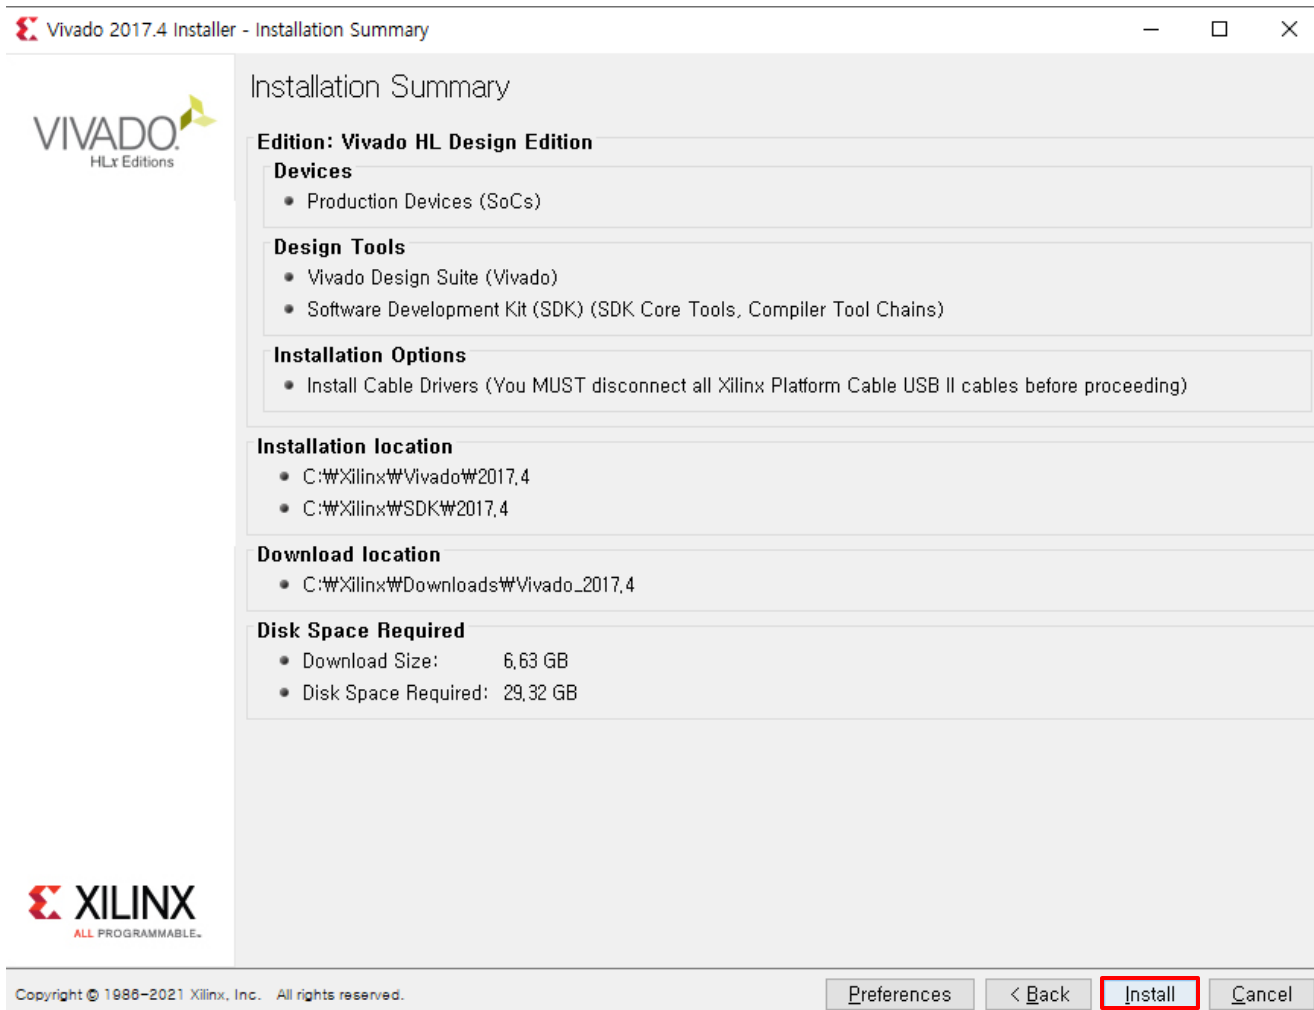 Vivado 2017.4 Installer - Installation Summary
VIVADO.
HLx Editions
Installation Summary
Edition: Vivado HL Design Edition
Devices
Production Devices (SoCs)
Design Tools
Vivado Design Suite (Vivado)
Software Development Kit (SDK) (SDK Core Tools, Compiler Tool Chains)
Installation Options
Install Cable Drivers (You MUST disconnect all Xilinx Platform Cable USB II cables before proceeding)
Installation location
C:₩Xilinx₩Vivado₩2017.4
C:₩Xilinx₩SDK₩2017.4
Download location
C:₩Xilinx₩Downloads₩Vivado_2017.4
Disk Space Required
Download Size: 6.63 GB
Disk Space Required: 29.32 GB
XILINX
ALL PROGRAMMABLE.
Copyright © 1986-2021 Xilinx, Inc. All rights reserved.
Preferences < Back Install Cancel